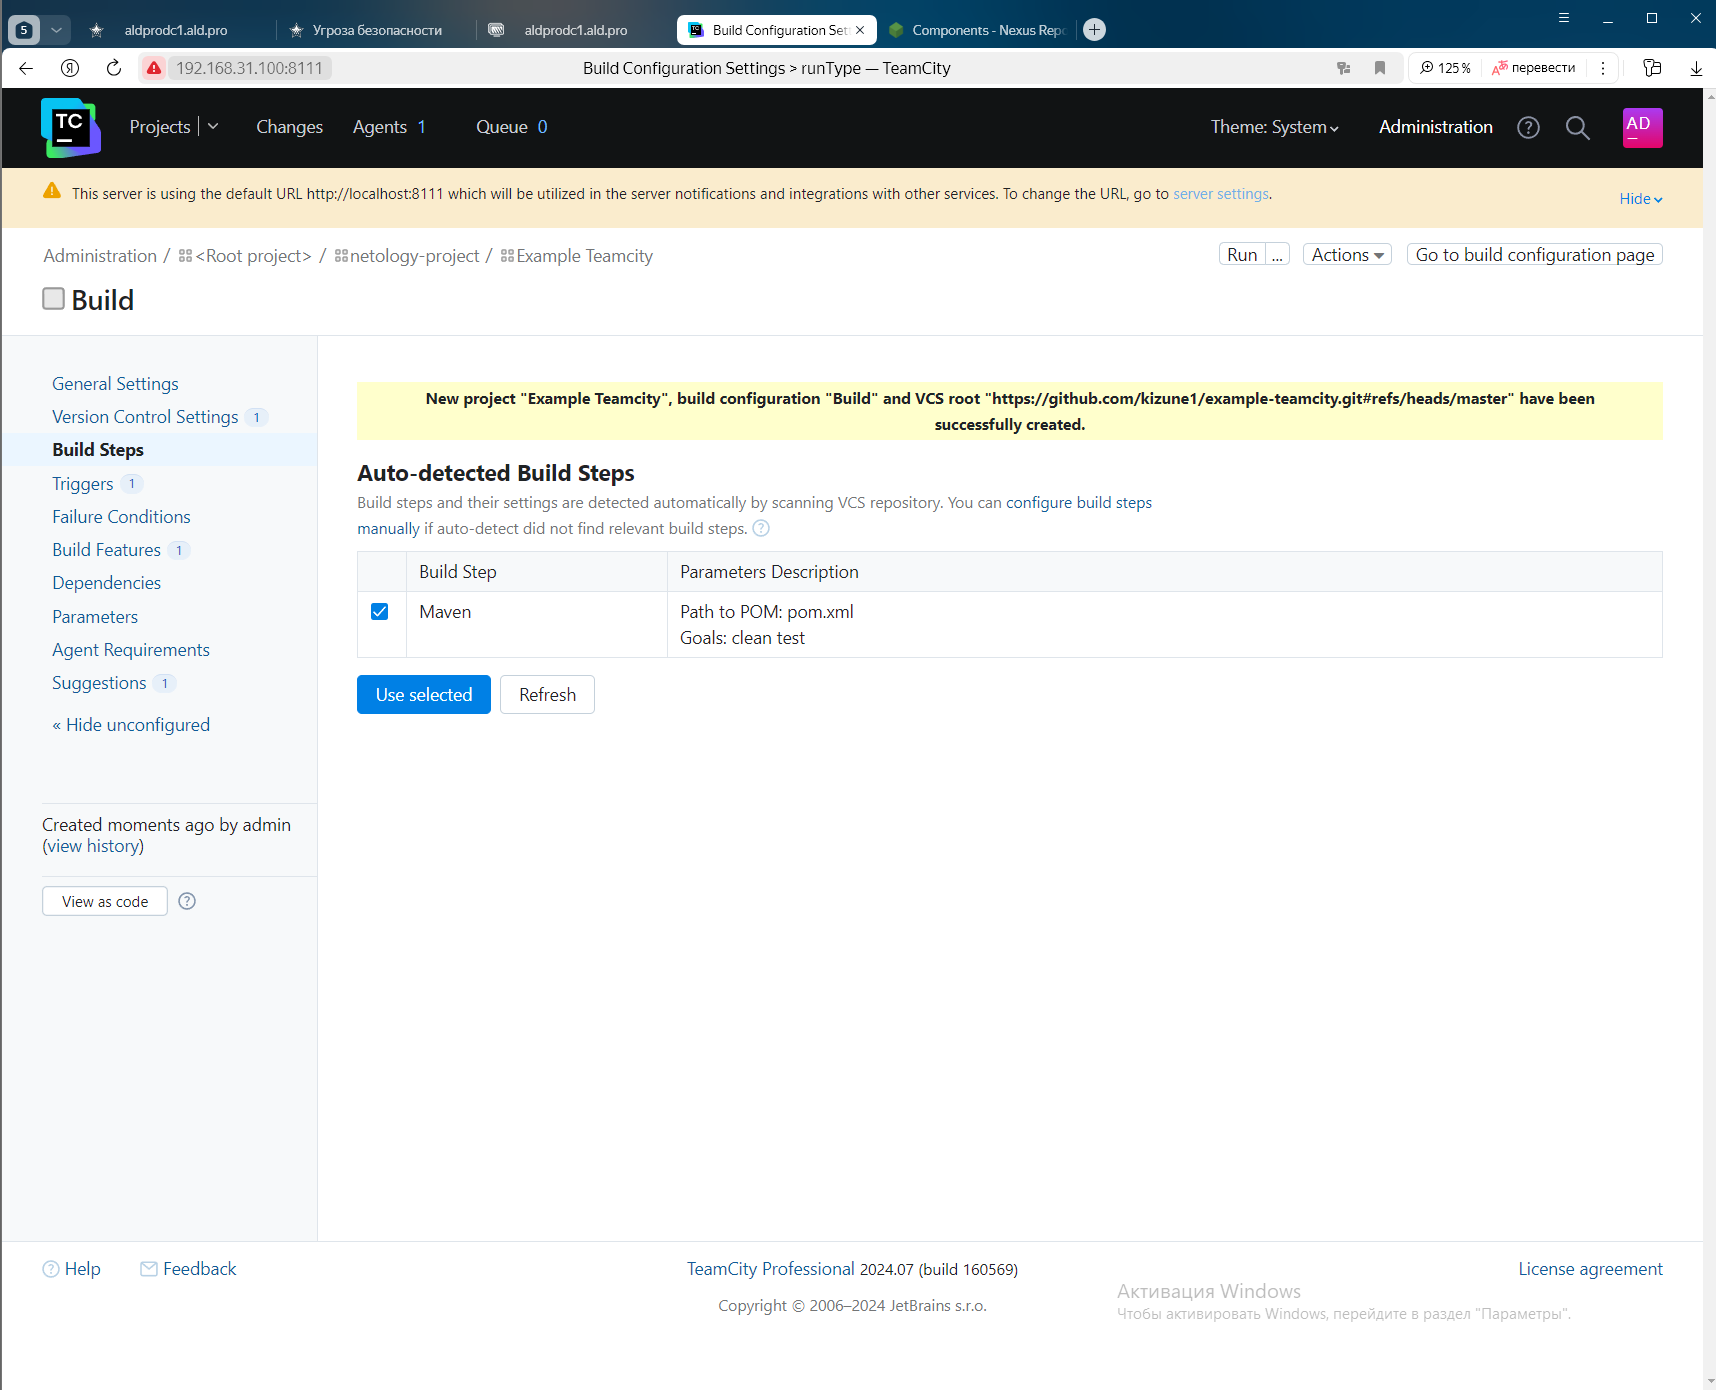 5
aldprodc1.ald.pro
Угроза безопасности
aldprodc1.ald.pro
Build Configuration Set
Components - Nexus Repo
192.168.31.100:8111
Build Configuration Settings > runType — TeamCity
125 %
перевести
TC
Projects
Changes
Agents 1
Queue 0
Theme: System
Administration
AD
This server is using the default URL http://localhost:8111 which will be utilized in the server notifications and integrations with other services. To change the URL, go to server settings.
Hide
Administration / <Root project> / netology-project / Example Teamcity
Run ...
Actions
Go to build configuration page
Build
General Settings
Version Control Settings 1
Build Steps
Triggers 1
Failure Conditions
Build Features 1
Dependencies
Parameters
Agent Requirements
Suggestions 1
« Hide unconfigured
Created moments ago by admin
(view history)
View as code
New project "Example Teamcity", build configuration "Build" and VCS root "https://github.com/kizune1/example-teamcity.git#refs/heads/master" have been
successfully created.
Auto-detected Build Steps
Build steps and their settings are detected automatically by scanning VCS repository. You can configure build steps
manually if auto-detect did not find relevant build steps.
Build Step
Parameters Description
Maven
Path to POM: pom.xml
Goals: clean test
Use selected
Refresh
Help
Feedback
TeamCity Professional 2024.07 (build 160569)
License agreement
Copyright © 2006–2024 JetBrains s.r.o.
Активация Windows
Чтобы активировать Windows, перейдите в раздел "Параметры".